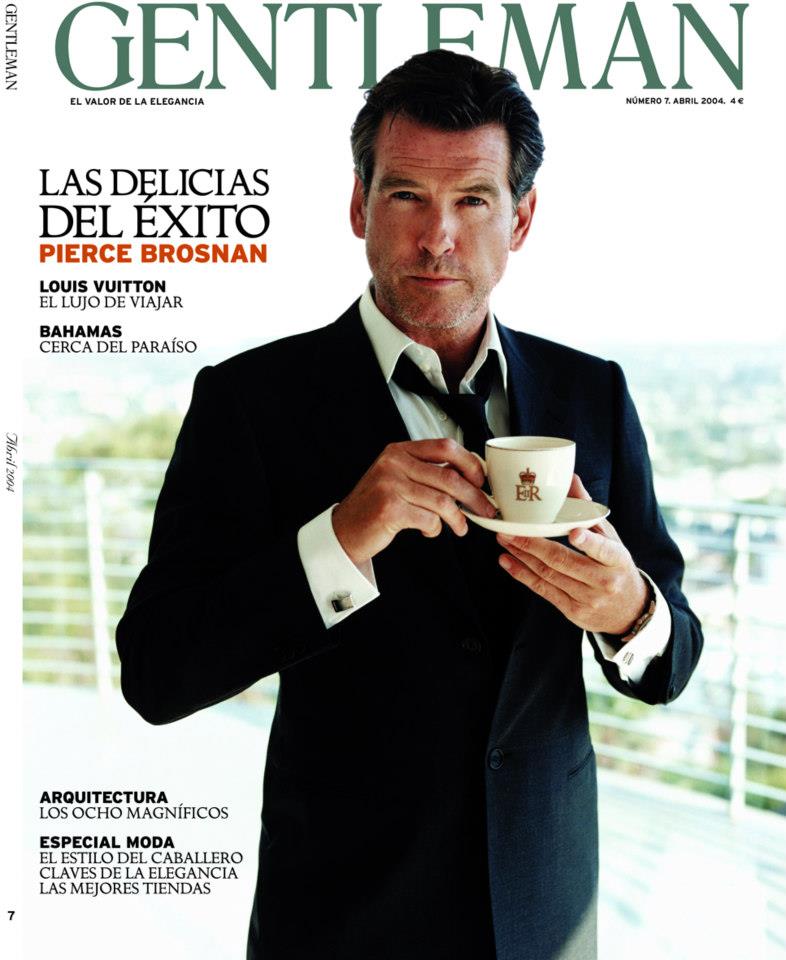 GENTLEMAN
GENTLEMAN
EL VALOR DE LA ELEGANCIA
NÚMERO 7. ABRIL 2004. 4 €
LAS DELICIAS
DEL ÉXITO
PIERCE BROSNAN
LOUIS VUITTON
EL LUJO DE VIAJAR
BAHAMAS
CERCA DEL PARAÍSO
Abril 2004
EIIR
ARQUITECTURA
LOS OCHO MAGNÍFICOS
ESPECIAL MODA
EL ESTILO DEL CABALLERO
CLAVES DE LA ELEGANCIA
LAS MEJORES TIENDAS
7